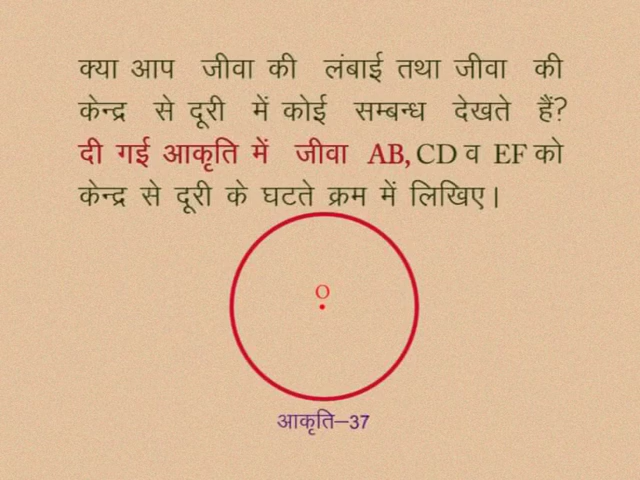 क्या आप जीवा की लंबाई तथा जीवा की
केन्द्र से दूरी में कोई सम्बन्ध देखते हैं?
दी गई आकृति में जीवा AB, CD व EF को
केन्द्र से दूरी के घटते क्रम में लिखिए।
O
आकृति–37